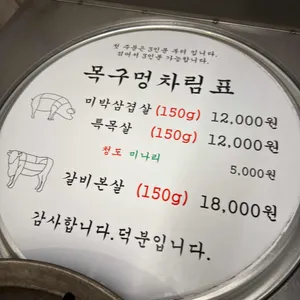 첫 주문은 3인분 부터 입니다.
섞어서 3인분 가능합니다.
목구멍차림표
미박삼겹살 (150g) 12,000원
특목살 (150g) 12,000원
청도 미나리 5,000원
갈비본살 (150g) 18,000원
감사합니다.덕분입니다.